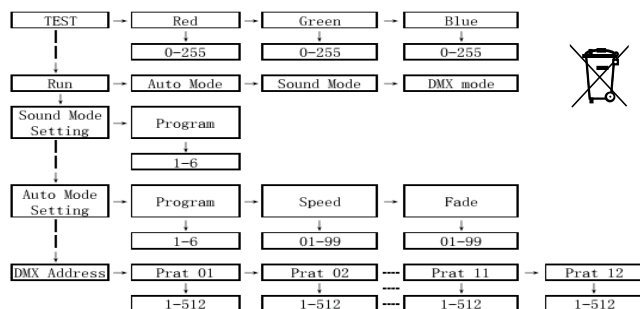 TEST Red Green Blue
0-255 0-255 0-255
Run Auto Mode Sound Mode DMX mode
Sound Mode Setting Program
1-6
Auto Mode Setting Program Speed Fade
1-6 01-99 01-99
DMX Address Prat 01 Prat 02 Prat 11 Prat 12
1-512 1-512 1-512 1-512